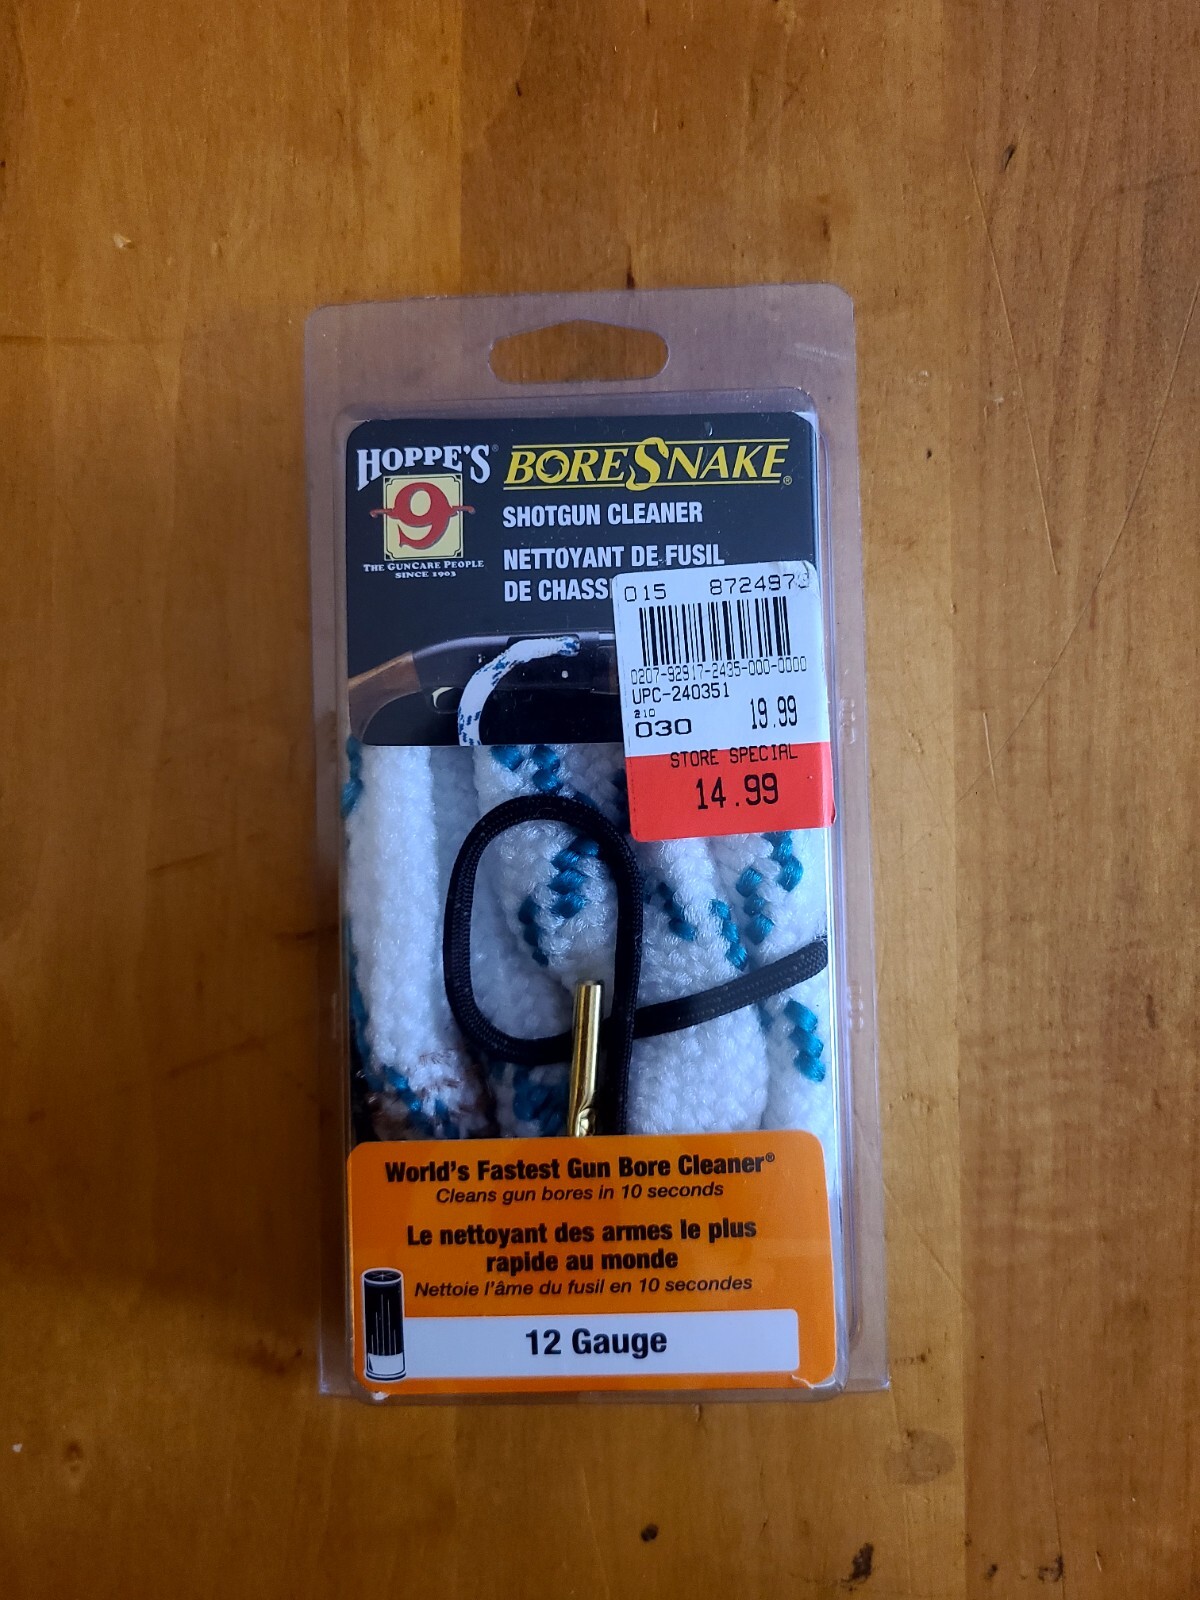 HOPPE'S®
9
THE GUNCARE PEOPLE
SINCE 1903
BORESNAKE®
SHOTGUN CLEANER
NETTOYANT DE FUSIL
DE CHASS
015 872497
0207-92917-2435-000-0000
UPC-240351
210
030 19.99
STORE SPECIAL
14.99
World's Fastest Gun Bore Cleaner®
Cleans gun bores in 10 seconds
Le nettoyant des armes le plus
rapide au monde
Nettoie l'âme du fusil en 10 secondes
12 Gauge